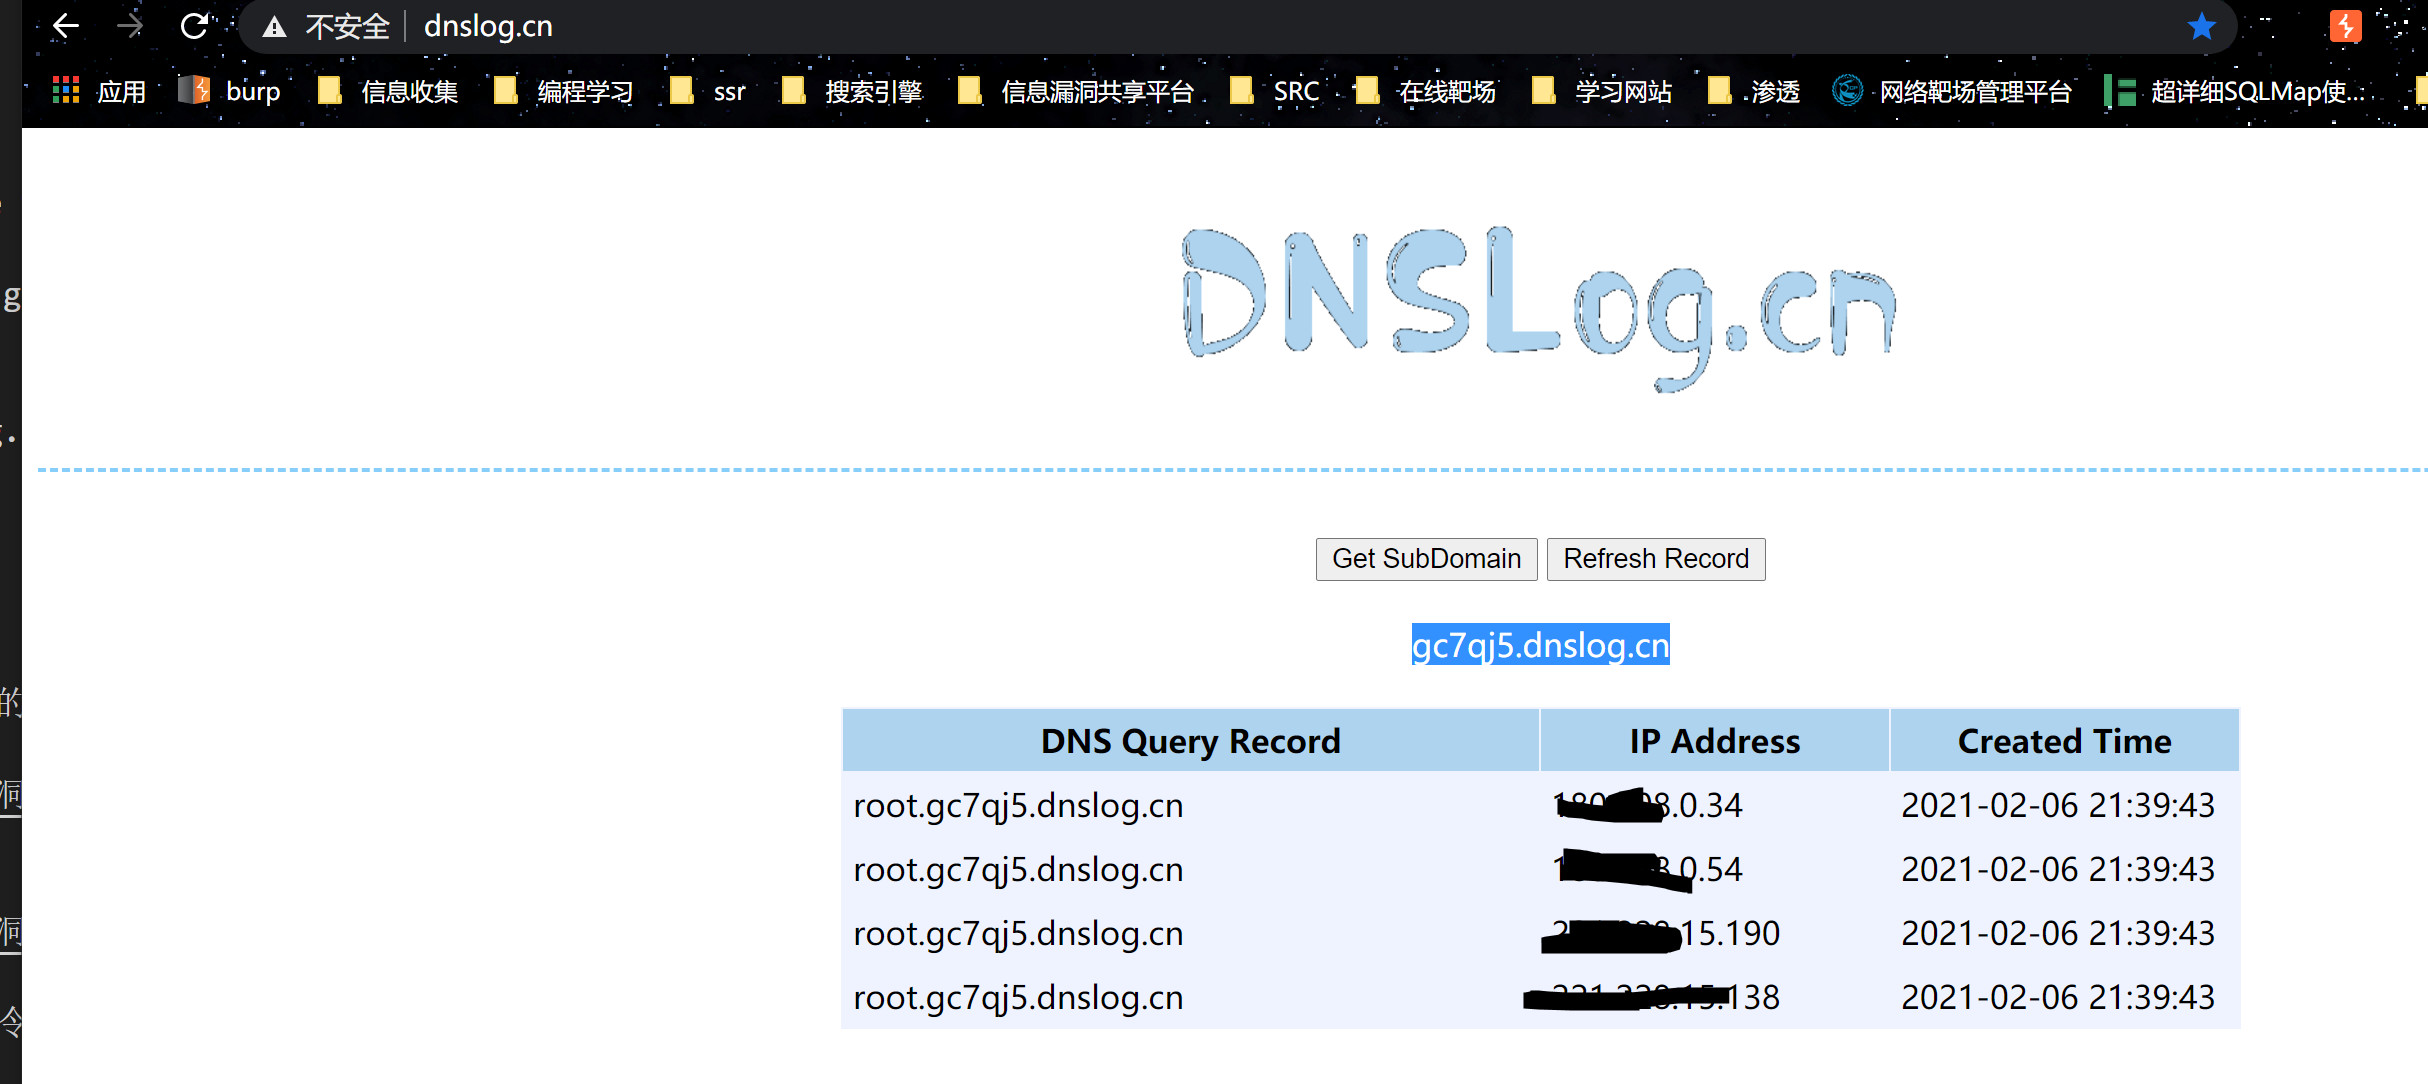 不安全 dnslog.cn
应用 burp 信息收集 编程学习 ssr 搜索引擎 信息漏洞共享平台 SRC 在线靶场 学习网站 渗透 网络靶场管理平台 超详细SQLMap使...
DNSLog.cn
g
Get SubDomain Refresh Record
gc7qj5.dnslog.cn
的
DNS Query Record IP Address Created Time
洞
root.gc7qj5.dnslog.cn .0.34 2021-02-06 21:39:43
root.gc7qj5.dnslog.cn .0.54 2021-02-06 21:39:43
洞
root.gc7qj5.dnslog.cn .15.190 2021-02-06 21:39:43
root.gc7qj5.dnslog.cn 138 2021-02-06 21:39:43
令